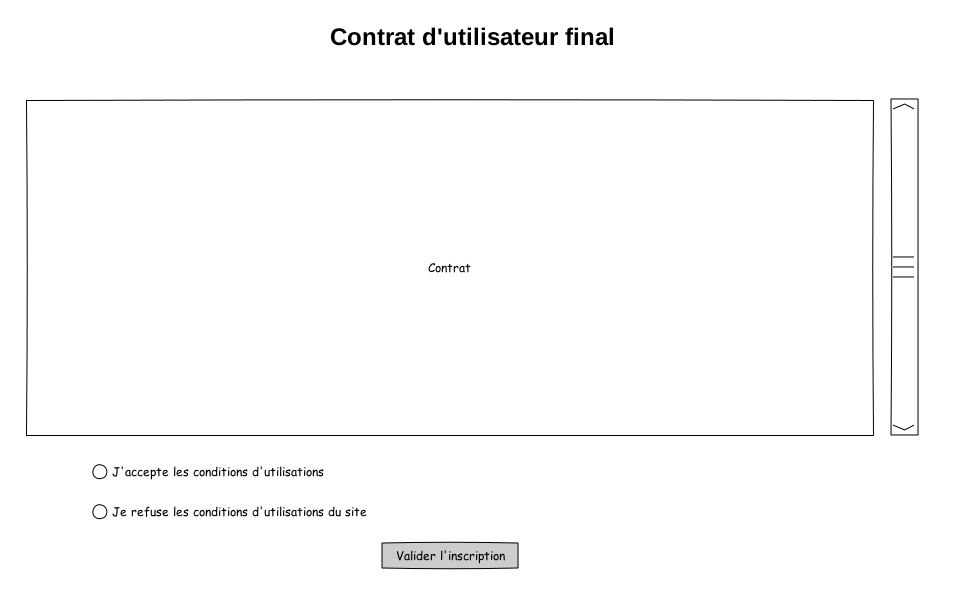 Contrat d'utilisateur final
Contrat
J'accepte les conditions d'utilisations
Je refuse les conditions d'utilisations du site
Valider l'inscription